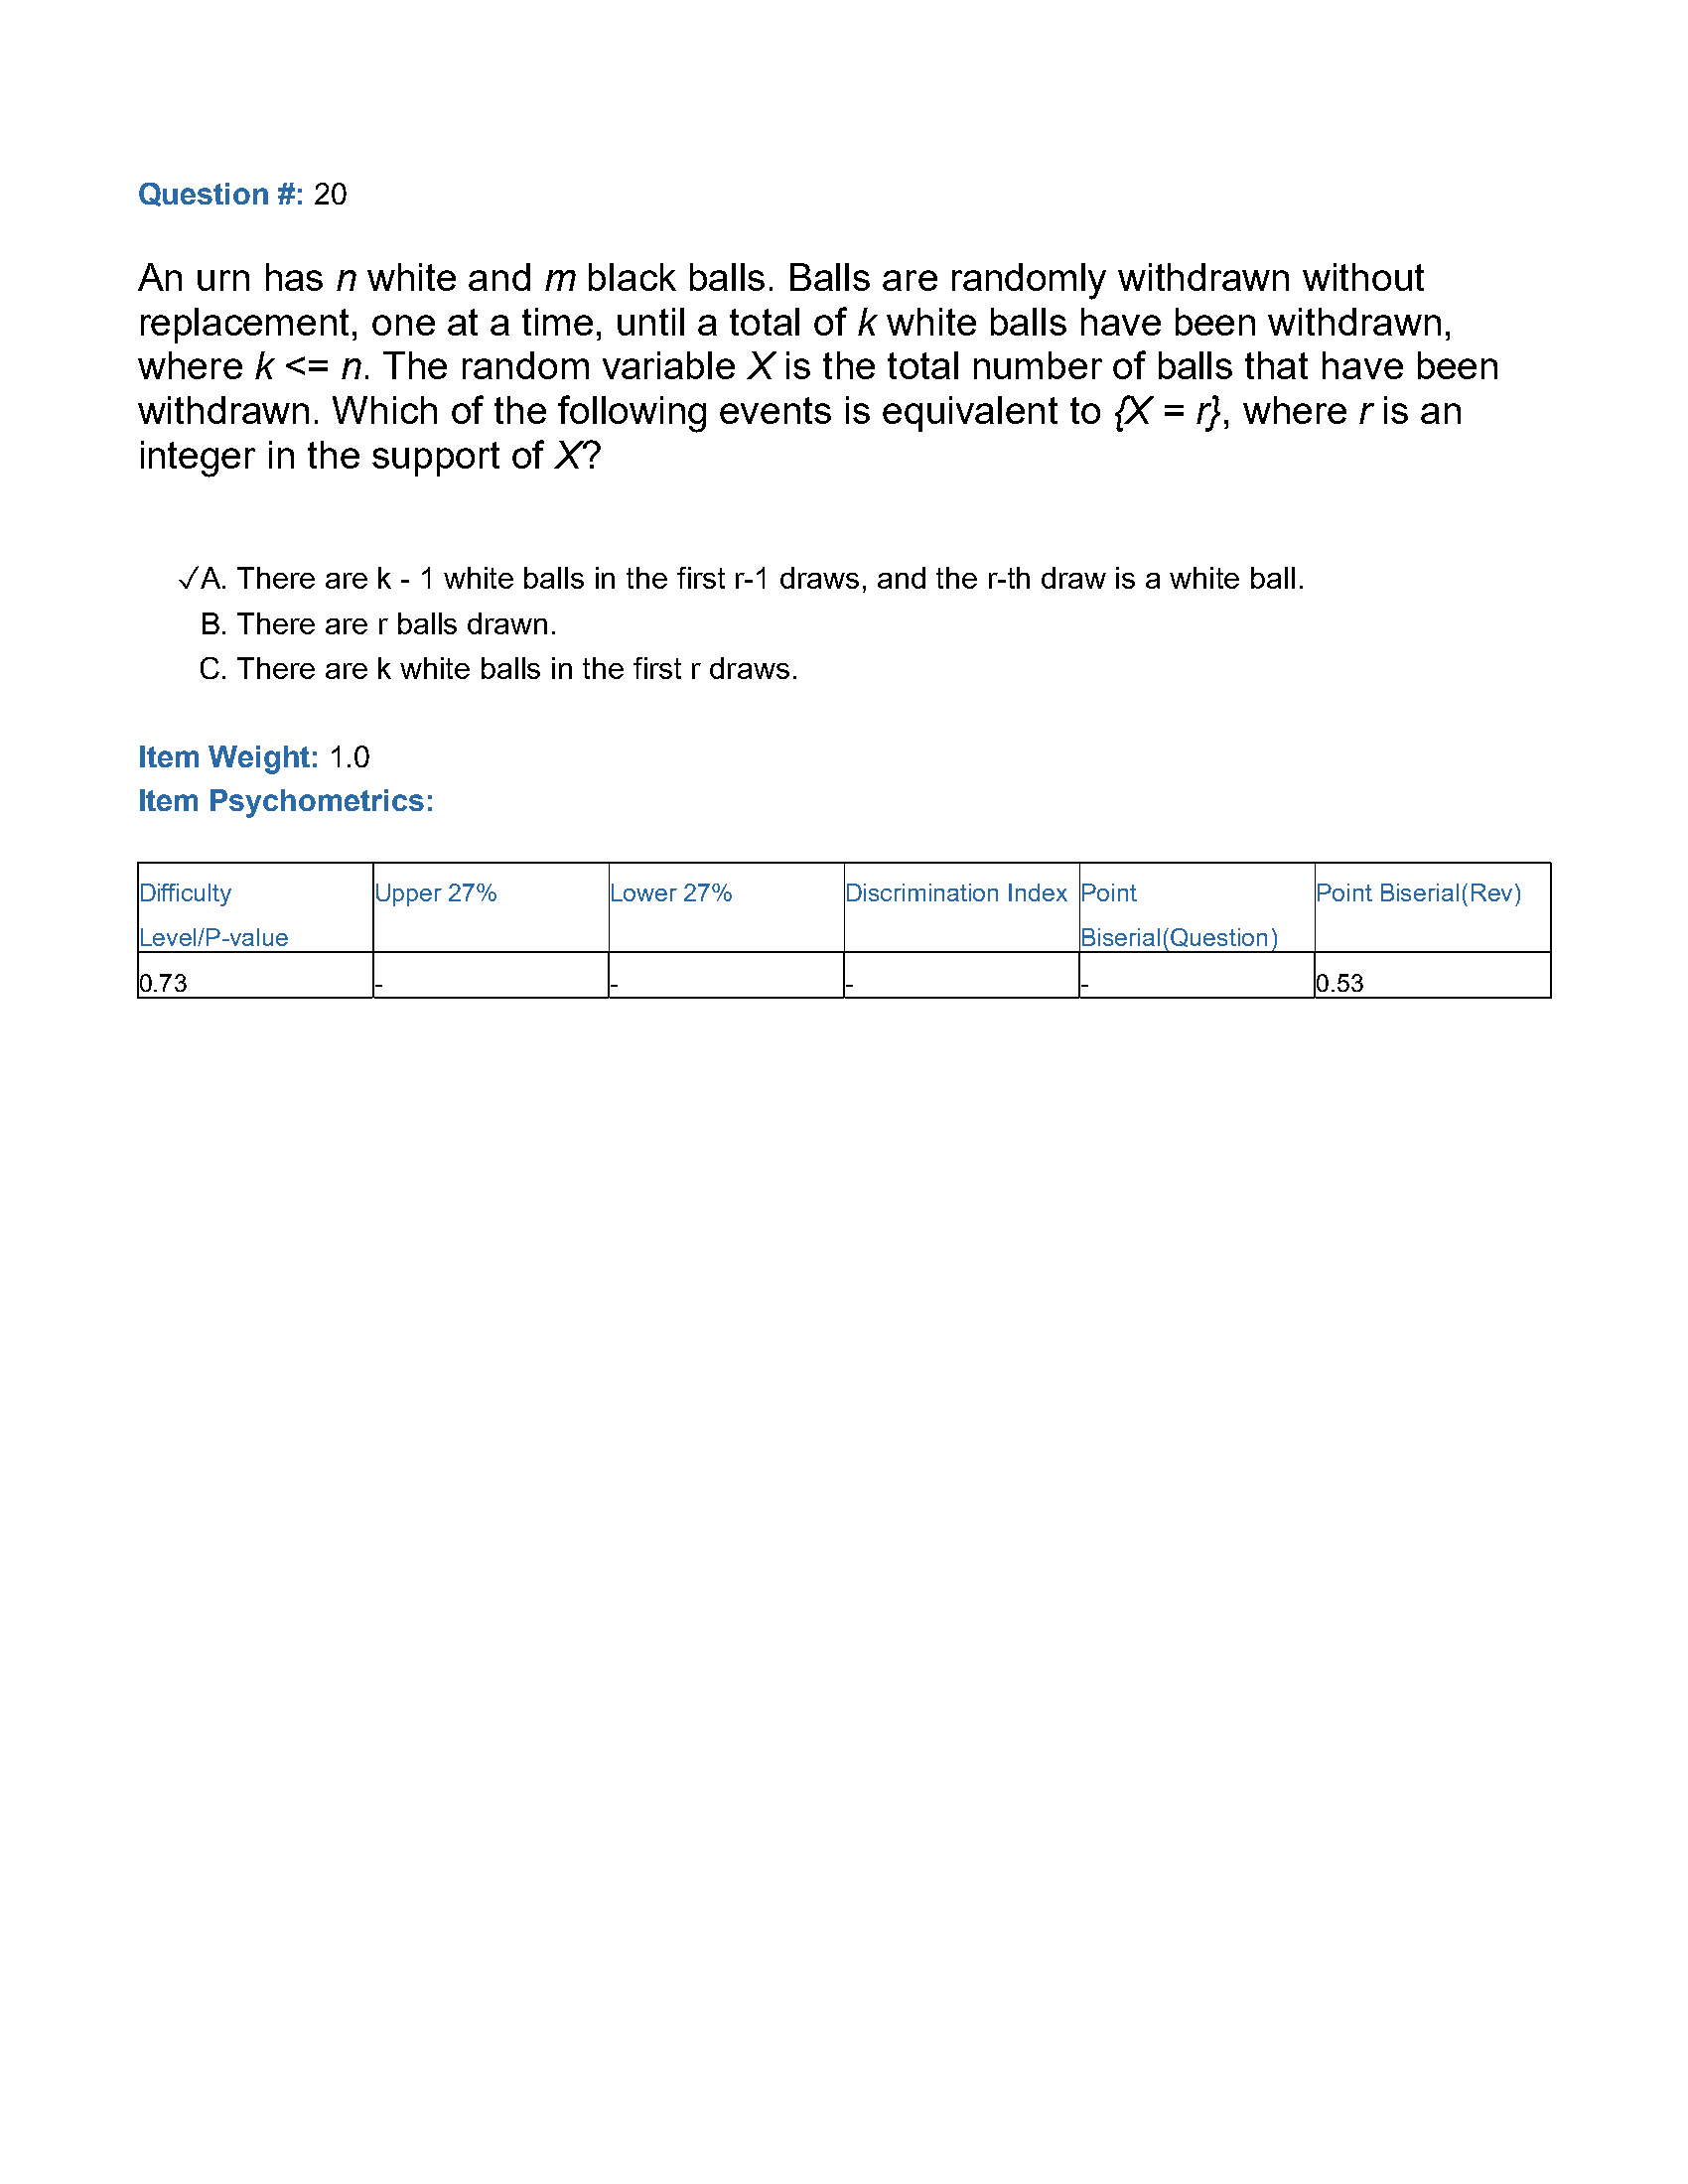 Question #: 20
An urn has n white and m black balls. Balls are randomly withdrawn without
replacement, one at a time, until a total of k white balls have been withdrawn,
where k <= n. The random variable X is the total number of balls that have been
withdrawn. Which of the following events is equivalent to {X = r}, where r is an
integer in the support of X?
✓A. There are k - 1 white balls in the first r-1 draws, and the r-th draw is a white ball.
B. There are r balls drawn.
C. There are k white balls in the first r draws.
Item Weight: 1.0
Item Psychometrics:
Difficulty Upper 27% Lower 27% Discrimination Index Point Point Biserial(Rev)
Level/P-value Biserial(Question)
0.73 - - - - 0.53